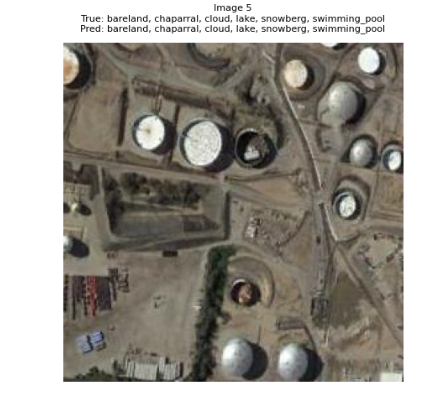 Image 5
True: bareland, chaparral, cloud, lake, snowberg, swimming_pool
Pred: bareland, chaparral, cloud, lake, snowberg, swimming_pool